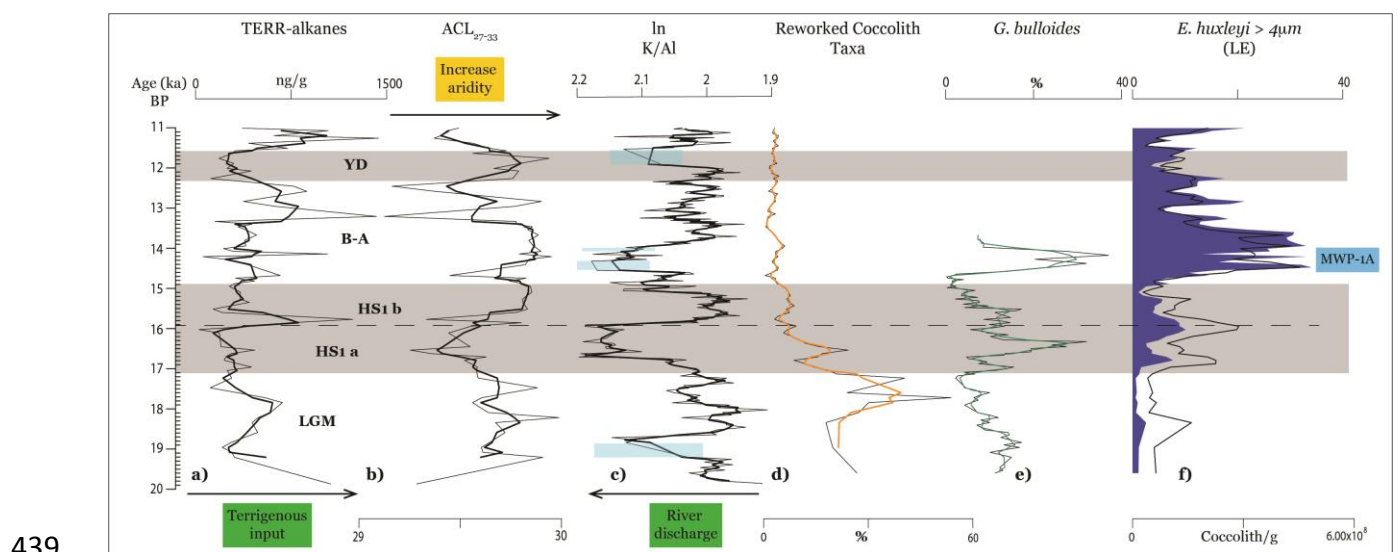 TERR-alkanes
ACL27-33
ln
K/Al
Reworked Coccolith
Taxa
G. bulloides
E. huxleyi > 4μm
(LE)
Age (ka)
BP
0
ng/g
1500
Increase
aridity
2.2
2.1
2
1.9
0
%
40
0
40
11
12
13
14
15
16
17
18
19
20
YD
B-A
HS1 b
HS1 a
LGM
MWP-1A
a)
b)
c)
d)
e)
f)
Terrigenous
input
29
30
River
discharge
0
%
60
0
Coccolith/g
6.00x10⁸
439